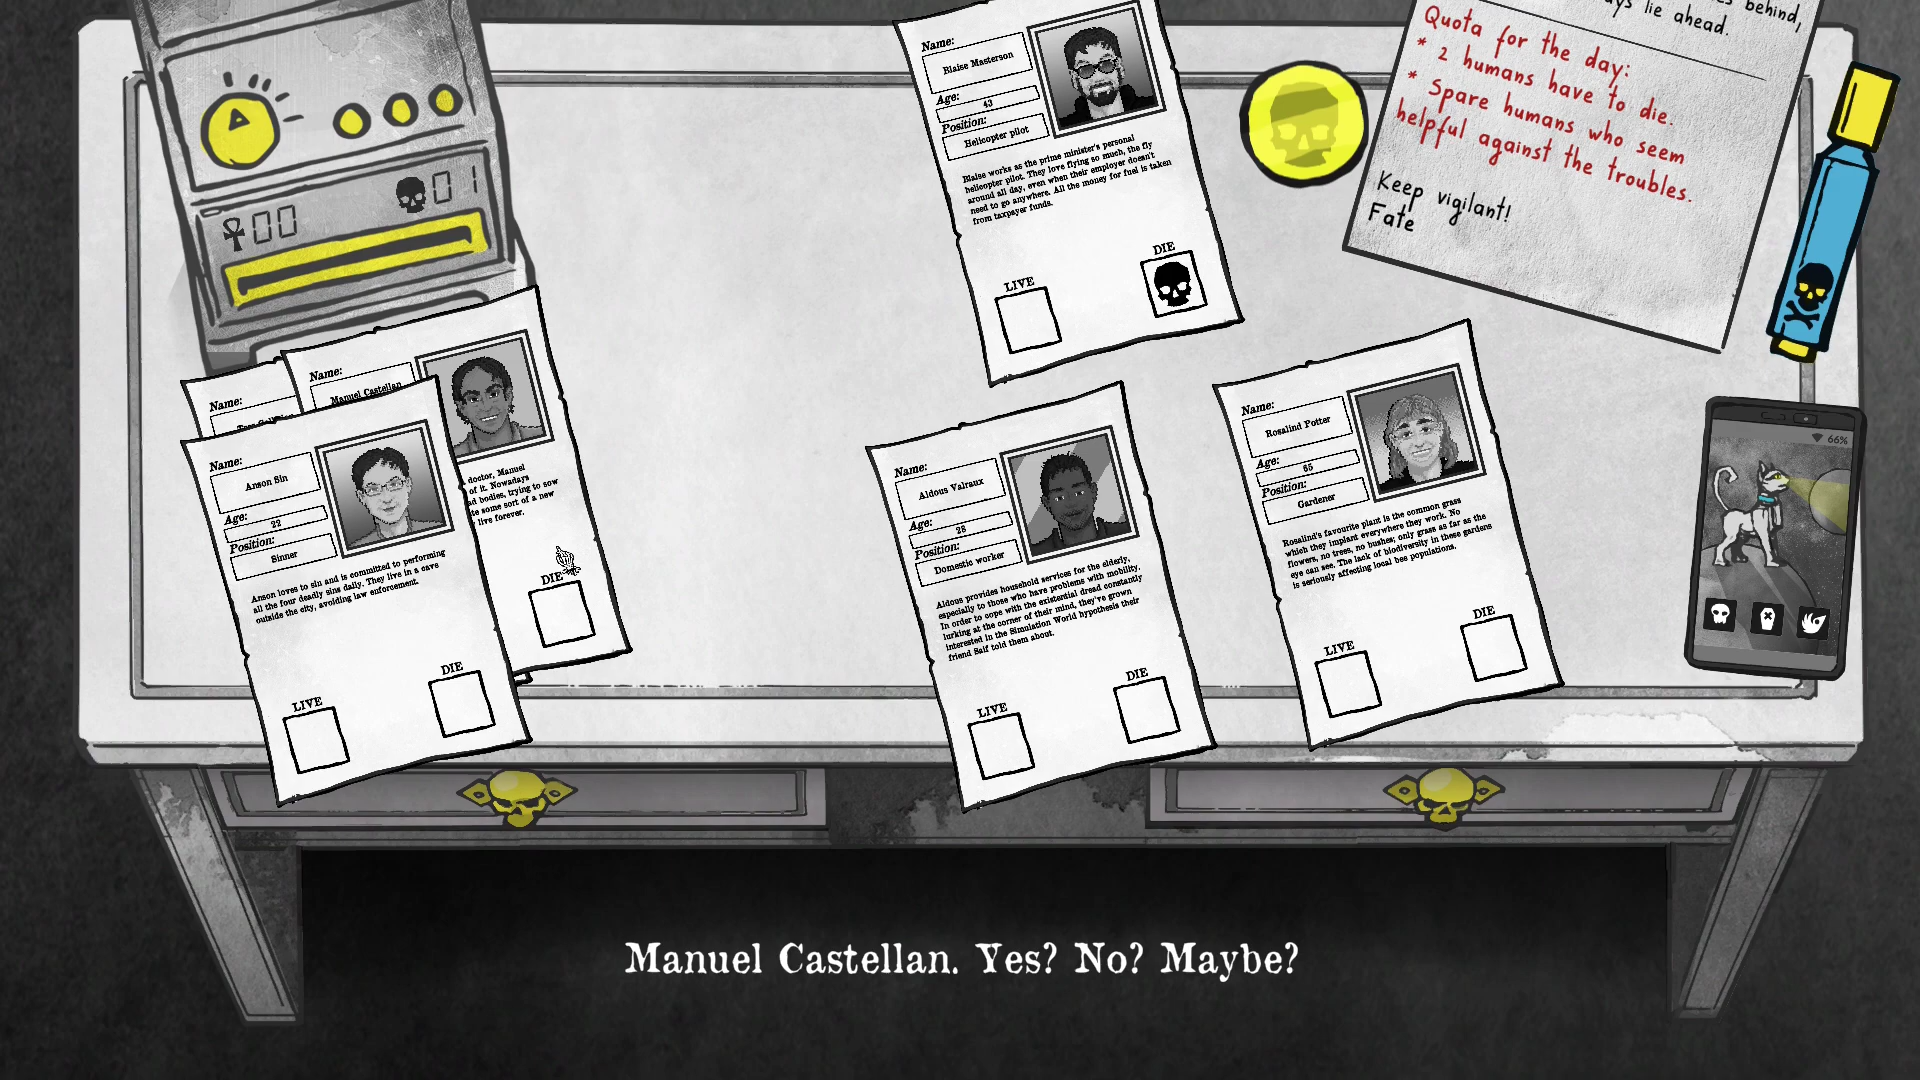 00
01
Name:
Name:
Manuel Castellan
doctor, Manuel
of it. Nowadays
bodies, trying to sow
some sort of a new
live forever.
DIE
Name:
Anson Sin
Age:
22
Position:
Sinner
Anson loves to sin and is committed to performing
all the four deadly sins daily. They live in a cave
outside the city, avoiding law enforcement.
LIVE
DIE
Name:
Blaise Masterson
Age:
43
Position:
Helicopter pilot
Blaise works as the prime minister's personal
helicopter pilot. They love flying so much, the fly
around all day, even when their employer doesn't
need to go anywhere. All the money for fuel is taken
from taxpayer funds.
LIVE
DIE
Name:
Aldous Valraux
Age:
28
Position:
Domestic worker
Aldous provides household services for the elderly,
especially to those who have problems with mobility.
In order to cope with the existential dread constantly
lurking at the corner of their mind, they've grown
interested in the Simulation World hypothesis their
friend Saif told them about.
LIVE
DIE
Name:
Rosalind Potter
Age:
65
Position:
Gardener
Rosalind's favourite plant is the common grass
which they implant everywhere they work. No
flowers, no trees, no bushes; only grass as far as the
eye can see. The lack of biodiversity in these gardens
is seriously affecting local bee populations.
LIVE
DIE
behind,
lie ahead.
Quota for the day:
* 2 humans have to die.
* Spare humans who seem
helpful against the troubles.
Keep vigilant!
Fate
66%
Manuel Castellan. Yes? No? Maybe?